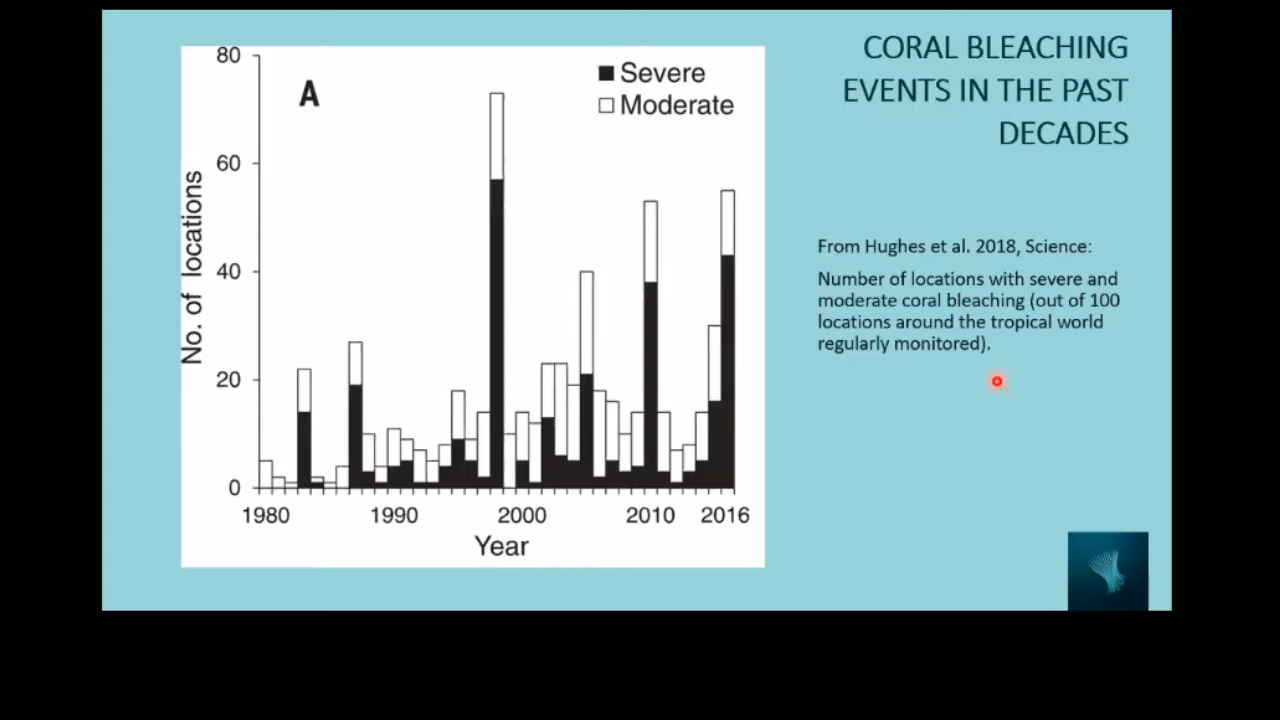 CORAL BLEACHING
EVENTS IN THE PAST
DECADES
80
60
40
20
0
No. of locations
A
Severe
Moderate
1980
1990
2000
2010
2016
Year
From Hughes et al. 2018, Science:
Number of locations with severe and
moderate coral bleaching (out of 100
locations around the tropical world
regularly monitored).